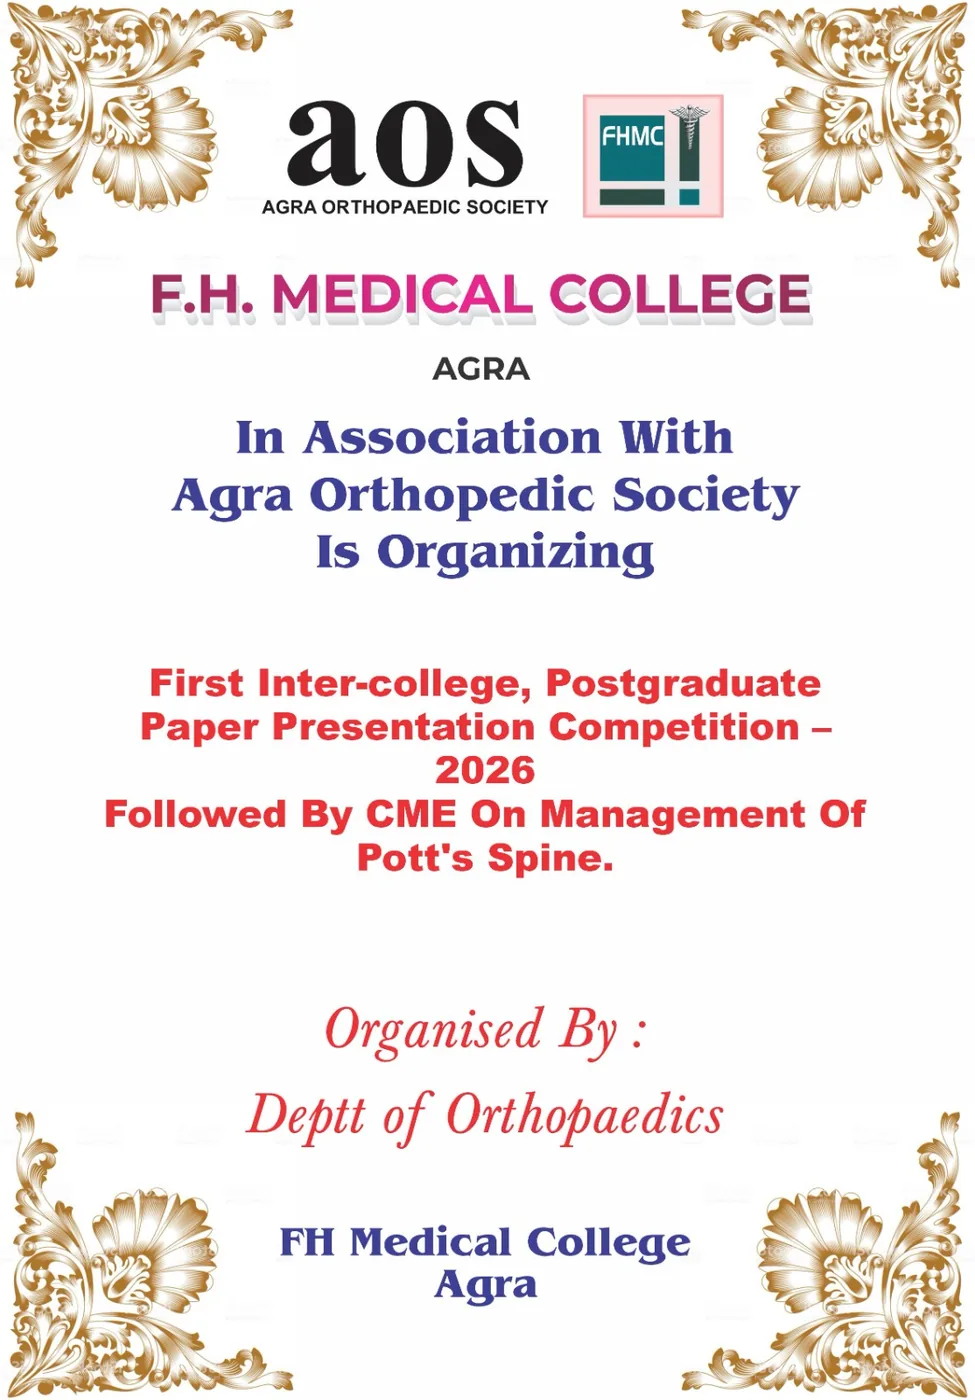 aos
AGRA ORTHOPAEDIC SOCIETY
FHMC
F.H. MEDICAL COLLEGE
AGRA
In Association With
Agra Orthopedic Society
Is Organizing
First Inter-college, Postgraduate
Paper Presentation Competition –
2026
Followed By CME On Management Of
Pott's Spine.
Organised By :
Deptt of Orthopaedics
FH Medical College
Agra